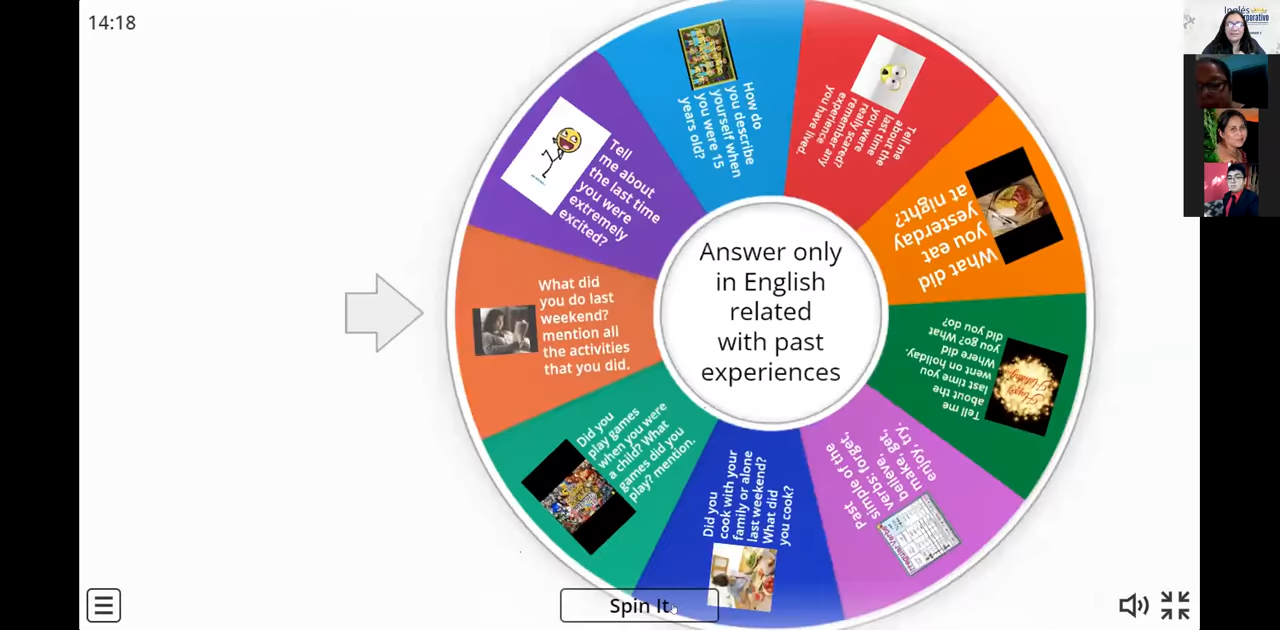 14:18
Inglés
How do
you describe
yourself when
you were 15
years old?
Tell me
about the
last time
you were
really scared?
remember any
experience
you have lived.
What did
you eat
yesterday
at night?
Tell me
about the
last time you
went on holiday.
Where did
you go? What
did you do?
Past
simple of the
verbs: forget,
believe,
make, get,
enjoy, try.
Did you
cook with your
family or alone
last weekend?
What did
you cook?
Did you
play games
when you were
a child? What
games did you
play? mention.
What did
you do last
weekend?
mention all
the activities
that you did.
Tell
me about
the last time
you were
extremely
excited?
Answer only
in English
related
with past
experiences
Spin It